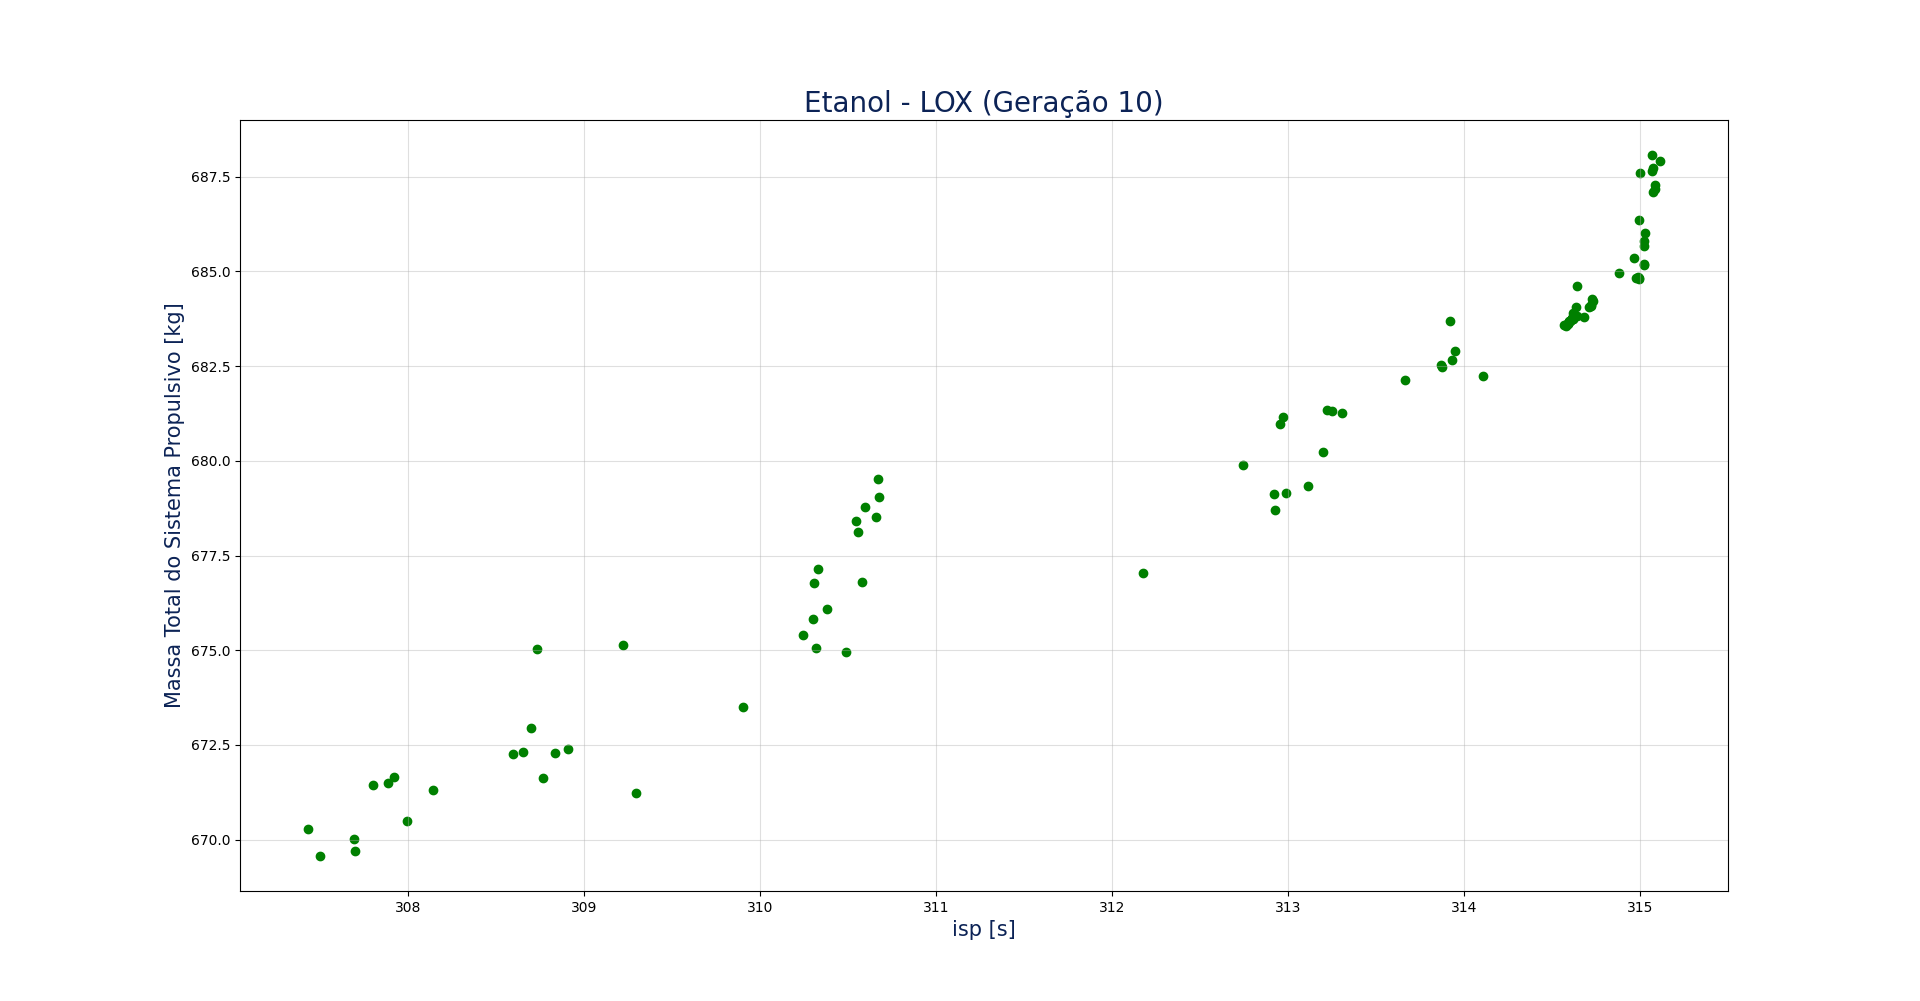 Etanol - LOX (Geração 10)
Massa Total do Sistema Propulsivo [kg]
687.5
685.0
682.5
680.0
677.5
675.0
672.5
670.0
308 309 310 311 312 313 314 315
isp [s]